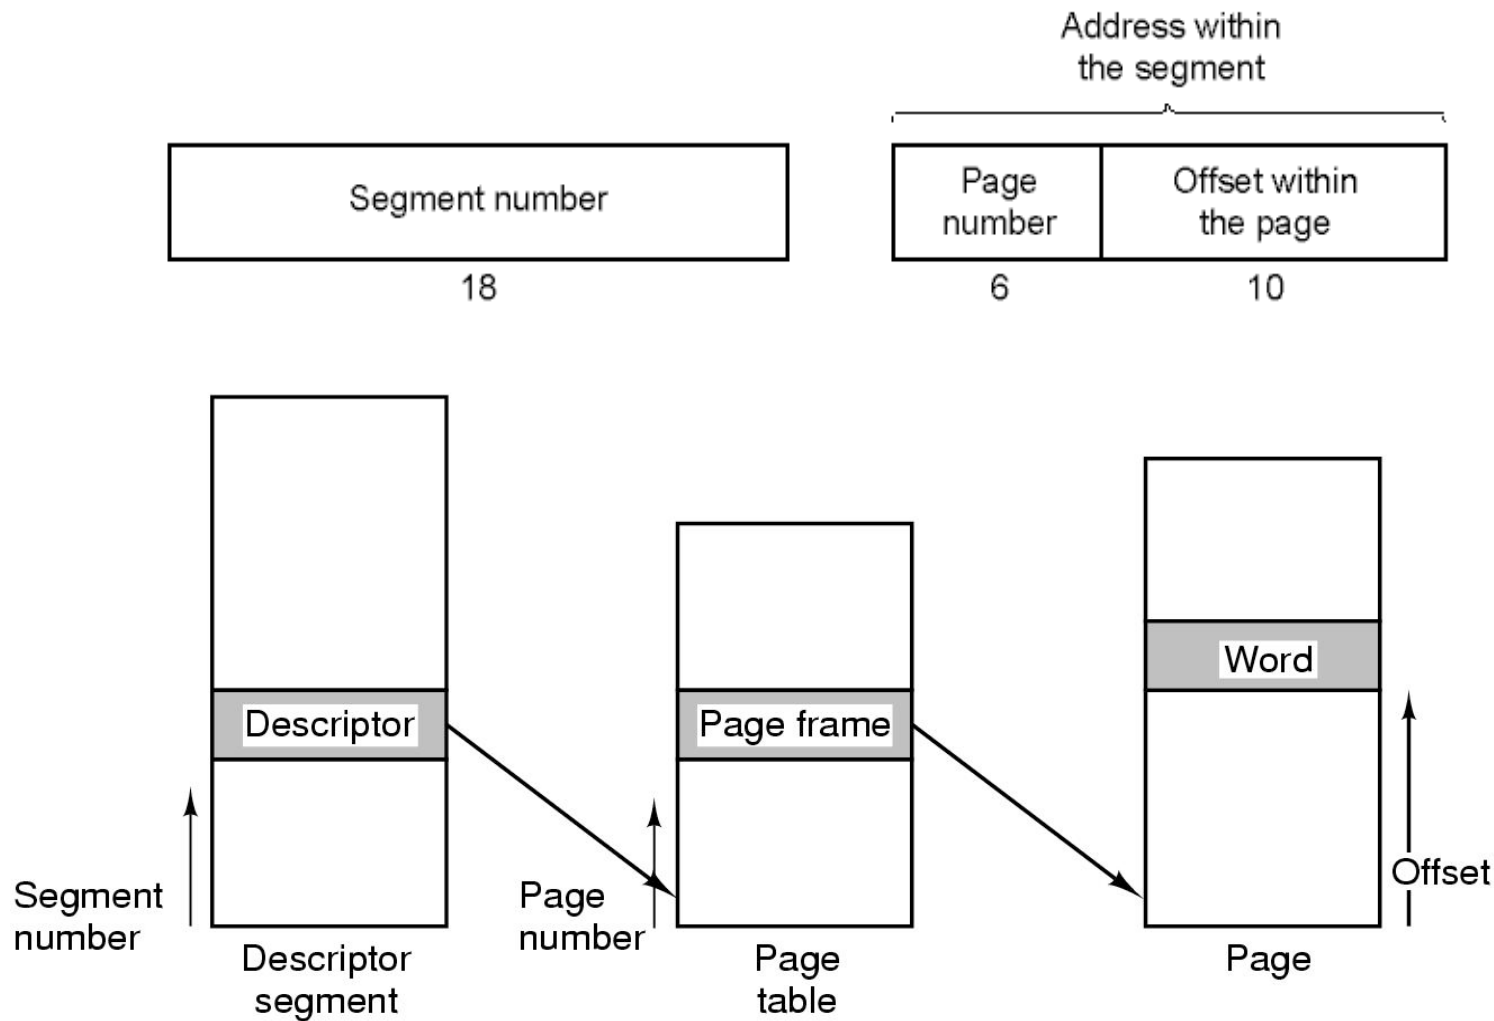 Address within
the segment
Segment number
Page
number
Offset within
the page
18
6
10
Descriptor
Page frame
Word
Segment
number
Page
number
Offset
Descriptor
segment
Page
table
Page